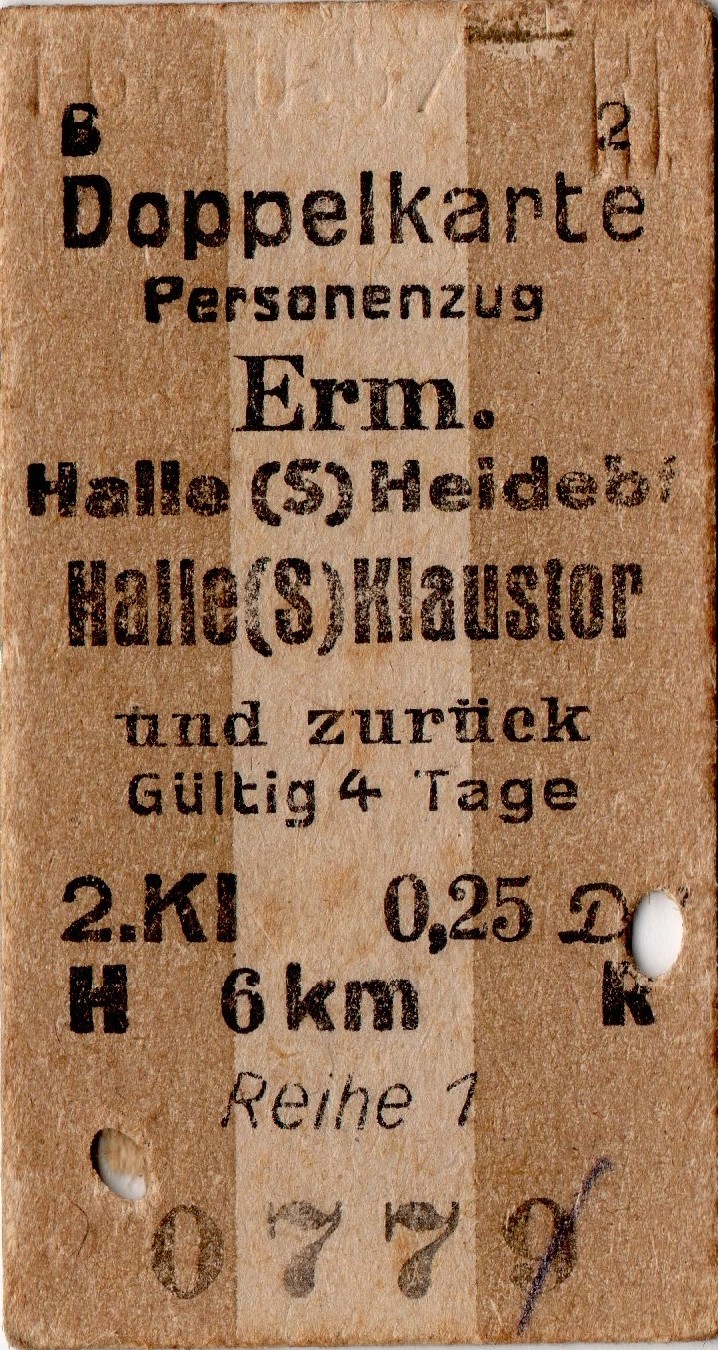 B 2
Doppelkarte
Personenzug
Erm.
Halle (S) Heidebf
Halle(S)Klaustor
und zurück
Gültig 4 Tage
2.Kl 0,25 D
H 6 km R
Reihe 1
0779